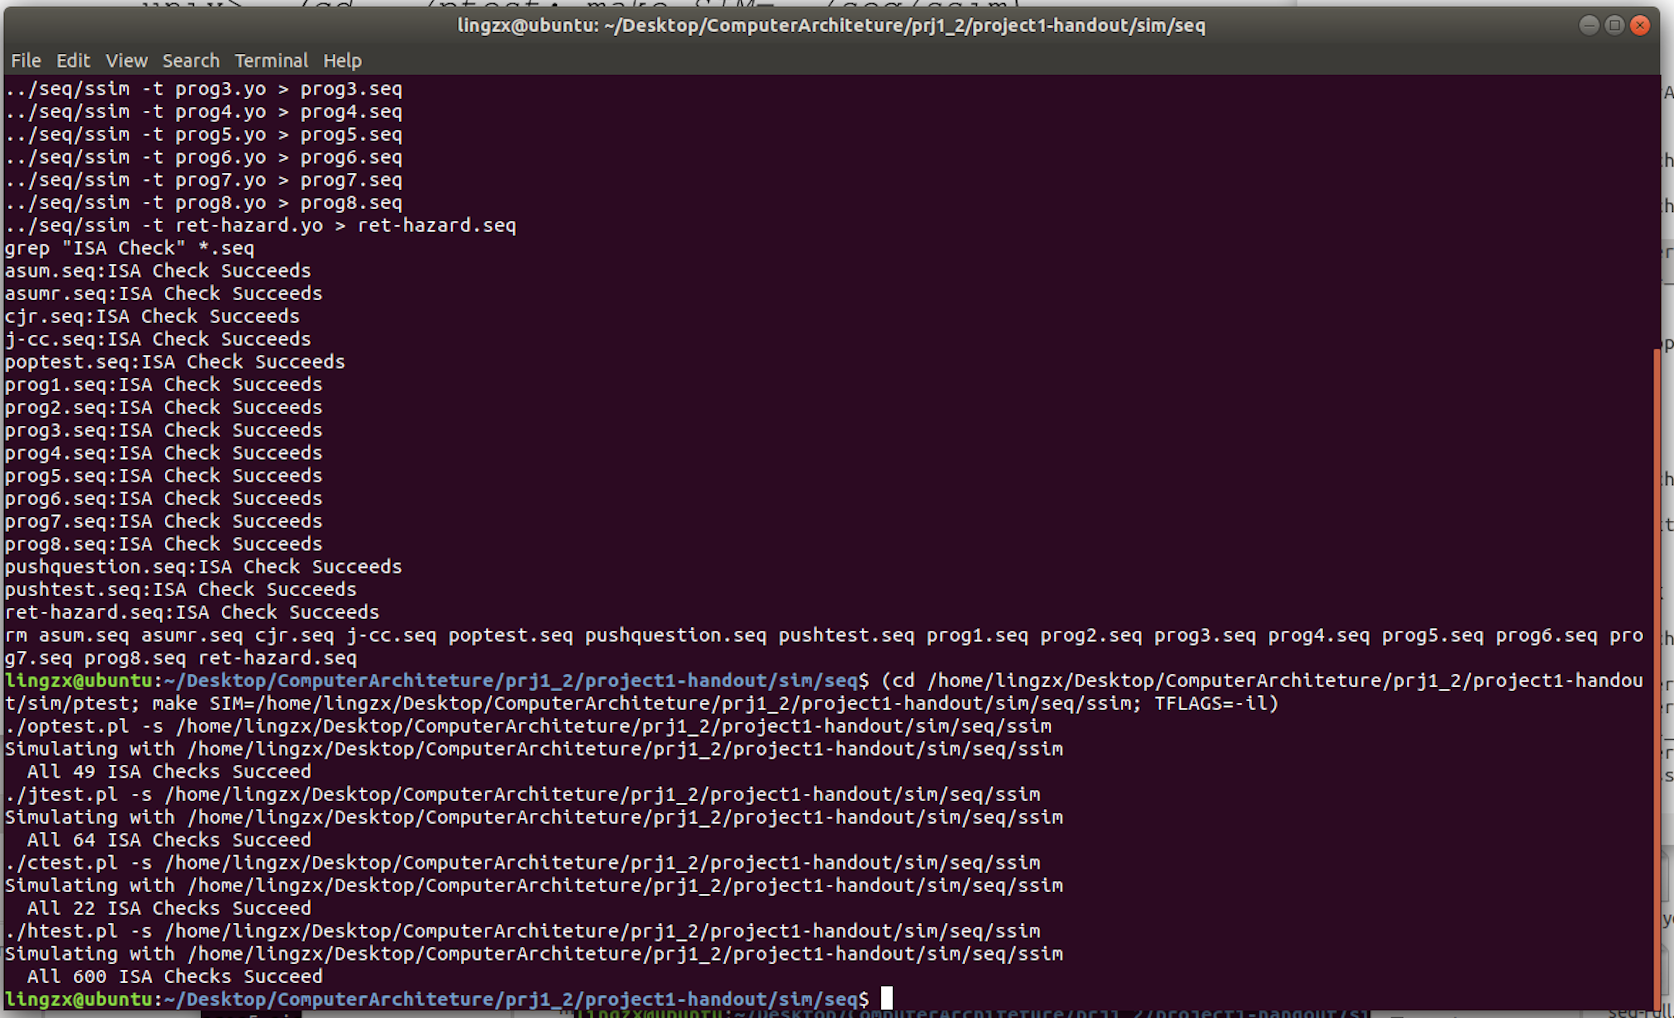 lingzx@ubuntu: ~/Desktop/ComputerArchiteture/prj1_2/project1-handout/sim/seq
File Edit View Search Terminal Help
../seq/ssim -t prog3.yo > prog3.seq
../seq/ssim -t prog4.yo > prog4.seq
../seq/ssim -t prog5.yo > prog5.seq
../seq/ssim -t prog6.yo > prog6.seq
../seq/ssim -t prog7.yo > prog7.seq
../seq/ssim -t prog8.yo > prog8.seq
../seq/ssim -t ret-hazard.yo > ret-hazard.seq
grep "ISA Check" *.seq
asum.seq:ISA Check Succeeds
asumr.seq:ISA Check Succeeds
cjr.seq:ISA Check Succeeds
j-cc.seq:ISA Check Succeeds
poptest.seq:ISA Check Succeeds
prog1.seq:ISA Check Succeeds
prog2.seq:ISA Check Succeeds
prog3.seq:ISA Check Succeeds
prog4.seq:ISA Check Succeeds
prog5.seq:ISA Check Succeeds
prog6.seq:ISA Check Succeeds
prog7.seq:ISA Check Succeeds
prog8.seq:ISA Check Succeeds
pushquestion.seq:ISA Check Succeeds
pushtest.seq:ISA Check Succeeds
ret-hazard.seq:ISA Check Succeeds
rm asum.seq asumr.seq cjr.seq j-cc.seq poptest.seq pushquestion.seq pushtest.seq prog1.seq prog2.seq prog3.seq prog4.seq prog5.seq prog6.seq pro
g7.seq prog8.seq ret-hazard.seq
lingzx@ubuntu:~/Desktop/ComputerArchiteture/prj1_2/project1-handout/sim/seq$ (cd /home/lingzx/Desktop/ComputerArchiteture/prj1_2/project1-handou
t/sim/ptest; make SIM=/home/lingzx/Desktop/ComputerArchiteture/prj1_2/project1-handout/sim/seq/ssim; TFLAGS=-il)
./optest.pl -s /home/lingzx/Desktop/ComputerArchiteture/prj1_2/project1-handout/sim/seq/ssim
Simulating with /home/lingzx/Desktop/ComputerArchiteture/prj1_2/project1-handout/sim/seq/ssim
  All 49 ISA Checks Succeed
./jtest.pl -s /home/lingzx/Desktop/ComputerArchiteture/prj1_2/project1-handout/sim/seq/ssim
Simulating with /home/lingzx/Desktop/ComputerArchiteture/prj1_2/project1-handout/sim/seq/ssim
  All 64 ISA Checks Succeed
./ctest.pl -s /home/lingzx/Desktop/ComputerArchiteture/prj1_2/project1-handout/sim/seq/ssim
Simulating with /home/lingzx/Desktop/ComputerArchiteture/prj1_2/project1-handout/sim/seq/ssim
  All 22 ISA Checks Succeed
./htest.pl -s /home/lingzx/Desktop/ComputerArchiteture/prj1_2/project1-handout/sim/seq/ssim
Simulating with /home/lingzx/Desktop/ComputerArchiteture/prj1_2/project1-handout/sim/seq/ssim
  All 600 ISA Checks Succeed
lingzx@ubuntu:~/Desktop/ComputerArchiteture/prj1_2/project1-handout/sim/seq$